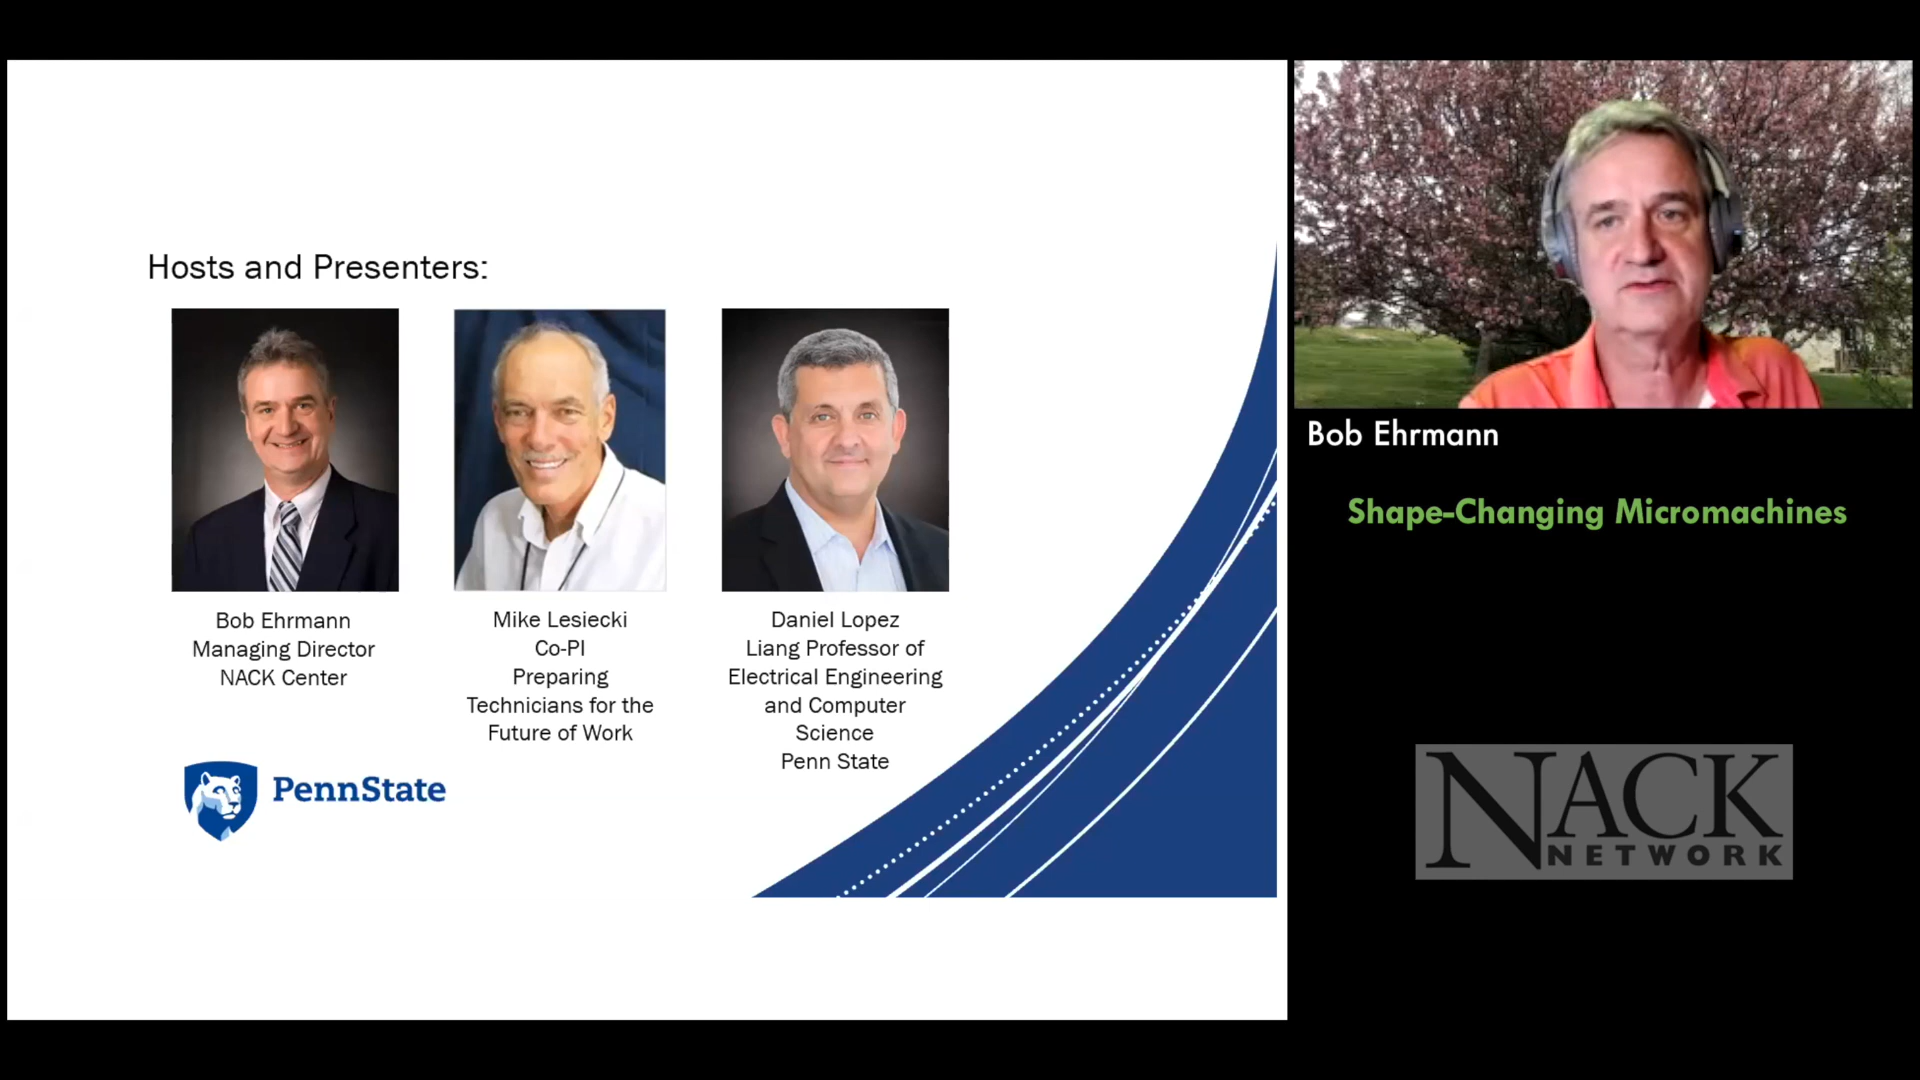 Hosts and Presenters:
Bob Ehrmann
Managing Director
NACK Center
Mike Lesiecki
Co-PI
Preparing
Technicians for the
Future of Work
Daniel Lopez
Liang Professor of
Electrical Engineering
and Computer
Science
Penn State
PennState
Bob Ehrmann
Shape-Changing Micromachines
NACK
NETWORK